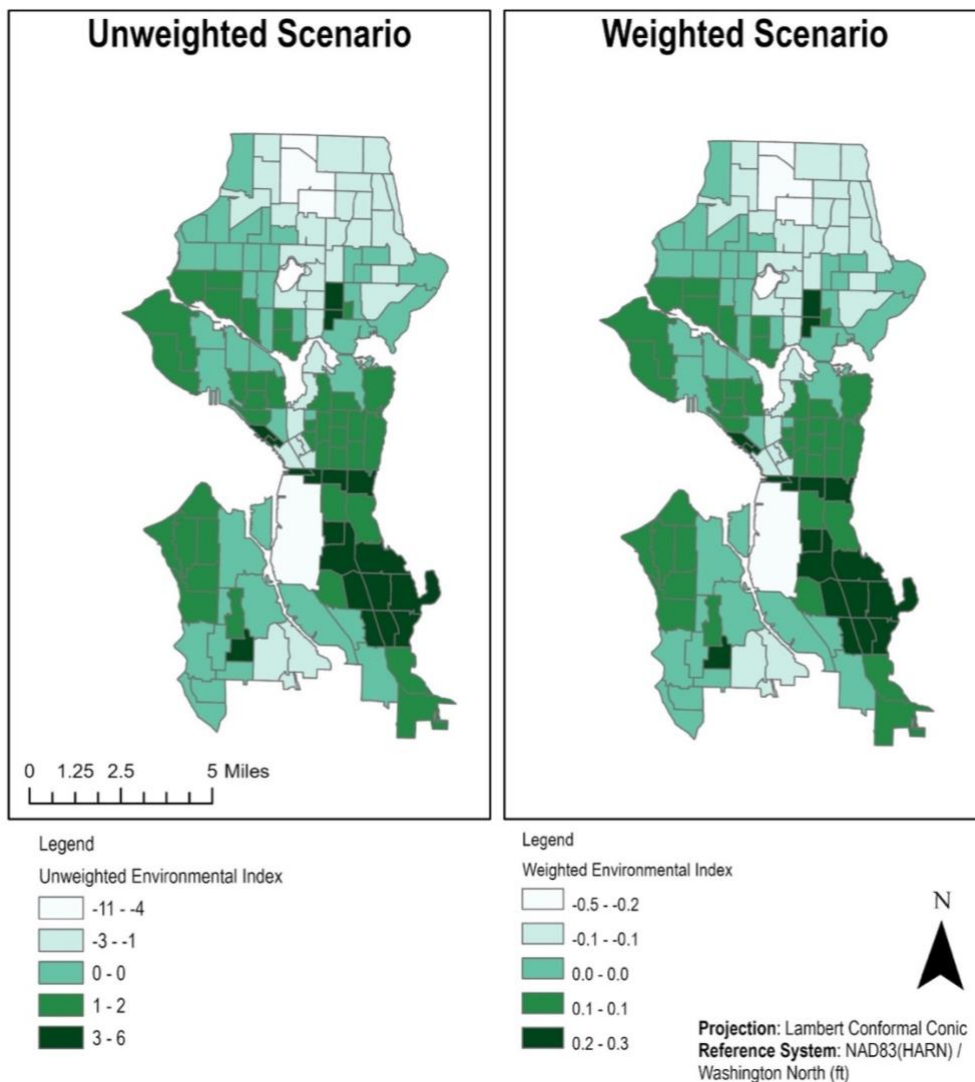 Unweighted Scenario
Weighted Scenario
0 1.25 2.5 5 Miles
Legend
Unweighted Environmental Index
-11 - -4
-3 - -1
0 - 0
1 - 2
3 - 6
Legend
Weighted Environmental Index
-0.5 - -0.2
-0.1 - -0.1
0.0 - 0.0
0.1 - 0.1
0.2 - 0.3
N
Projection: Lambert Conformal Conic
Reference System: NAD83(HARN) /
Washington North (ft)